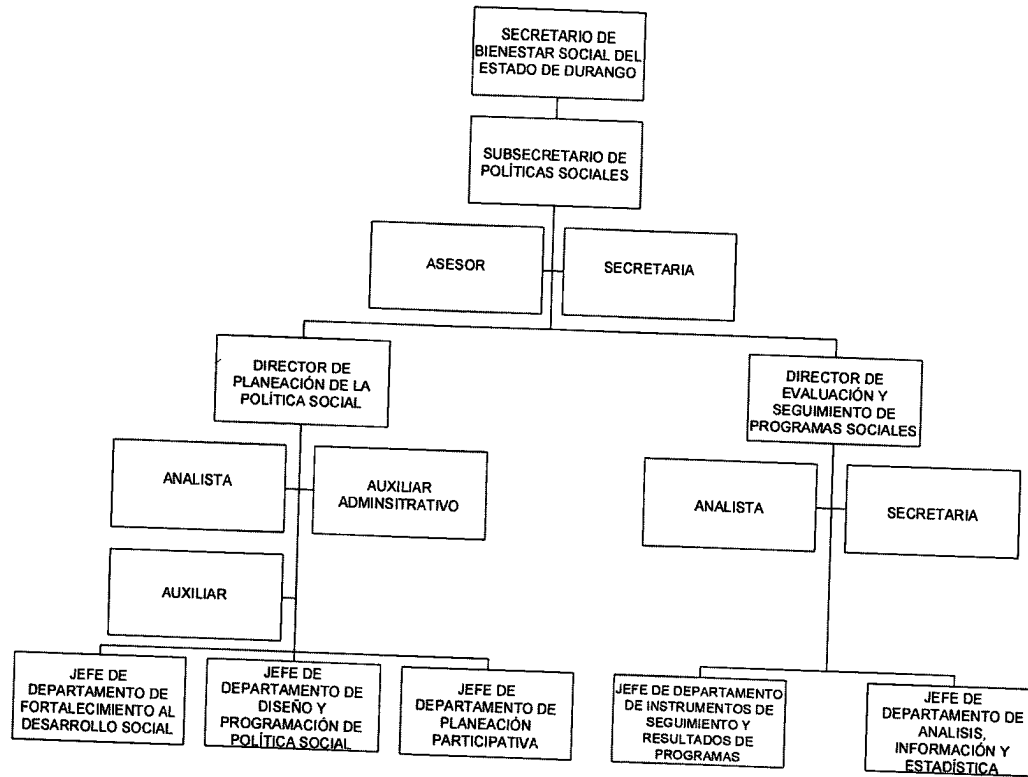 SECRETARIO DE
BIENESTAR SOCIAL DEL
ESTADO DE DURANGO
SUBSECRETARIO DE
POLÍTICAS SOCIALES
ASESOR
SECRETARIA
DIRECTOR DE
PLANEACIÓN DE LA
POLÍTICA SOCIAL
DIRECTOR DE
EVALUACIÓN Y
SEGUIMIENTO DE
PROGRAMAS SOCIALES
ANALISTA
AUXILIAR
ADMINSITRATIVO
ANALISTA
SECRETARIA
AUXILIAR
JEFE DE
DEPARTAMENTO DE
FORTALECIMIENTO AL
DESARROLLO SOCIAL
JEFE DE
DEPARTAMENTO DE
DISEÑO Y
PROGRAMACIÓN DE
POLÍTICA SOCIAL
JEFE DE
DEPARTAMENTO DE
PLANEACIÓN
PARTICIPATIVA
JEFE DE DEPARTAMENTO
DE INSTRUMENTOS DE
SEGUIMIENTO Y
RESULTADOS DE
PROGRAMAS
JEFE DE
DEPARTAMENTO DE
ANALISIS,
INFORMACIÓN Y
ESTADÍSTICA